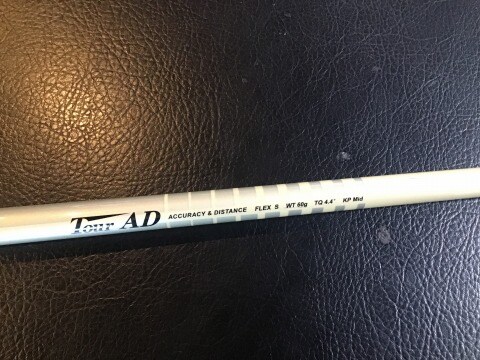 Tour AD ACCURACY & DISTANCE FLEX S WT 60g TQ 4.4° KP Mid